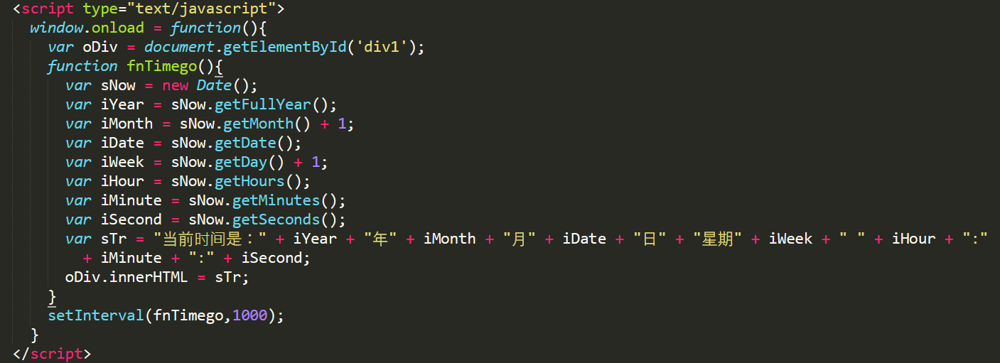 <script type="text/javascript">
window.onload = function(){
var oDiv = document.getElementById('div1');
function fnTimego(){
var sNow = new Date();
var iYear = sNow.getFullYear();
var iMonth = sNow.getMonth() + 1;
var iDate = sNow.getDate();
var iWeek = sNow.getDay() + 1;
var iHour = sNow.getHours();
var iMinute = sNow.getMinutes();
var iSecond = sNow.getSeconds();
var sTr = "当前时间是：" + iYear + "年" + iMonth + "月" + iDate + "日" + "星期" + iWeek + " " + iHour + ":"
+ iMinute + ":" + iSecond;
oDiv.innerHTML = sTr;
}
setInterval(fnTimego,1000);
}
</script>